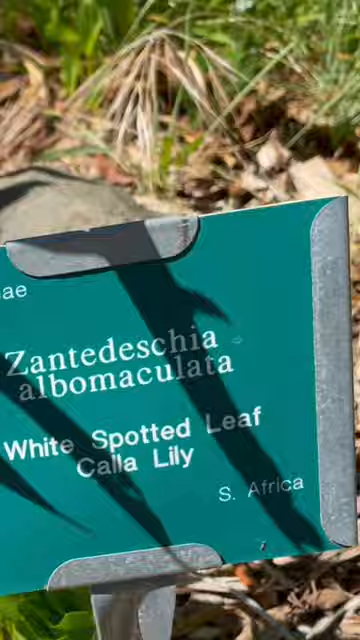 ae
Zantedeschia
albomaculata
White Spotted Leaf
Calla Lily
S. Africa